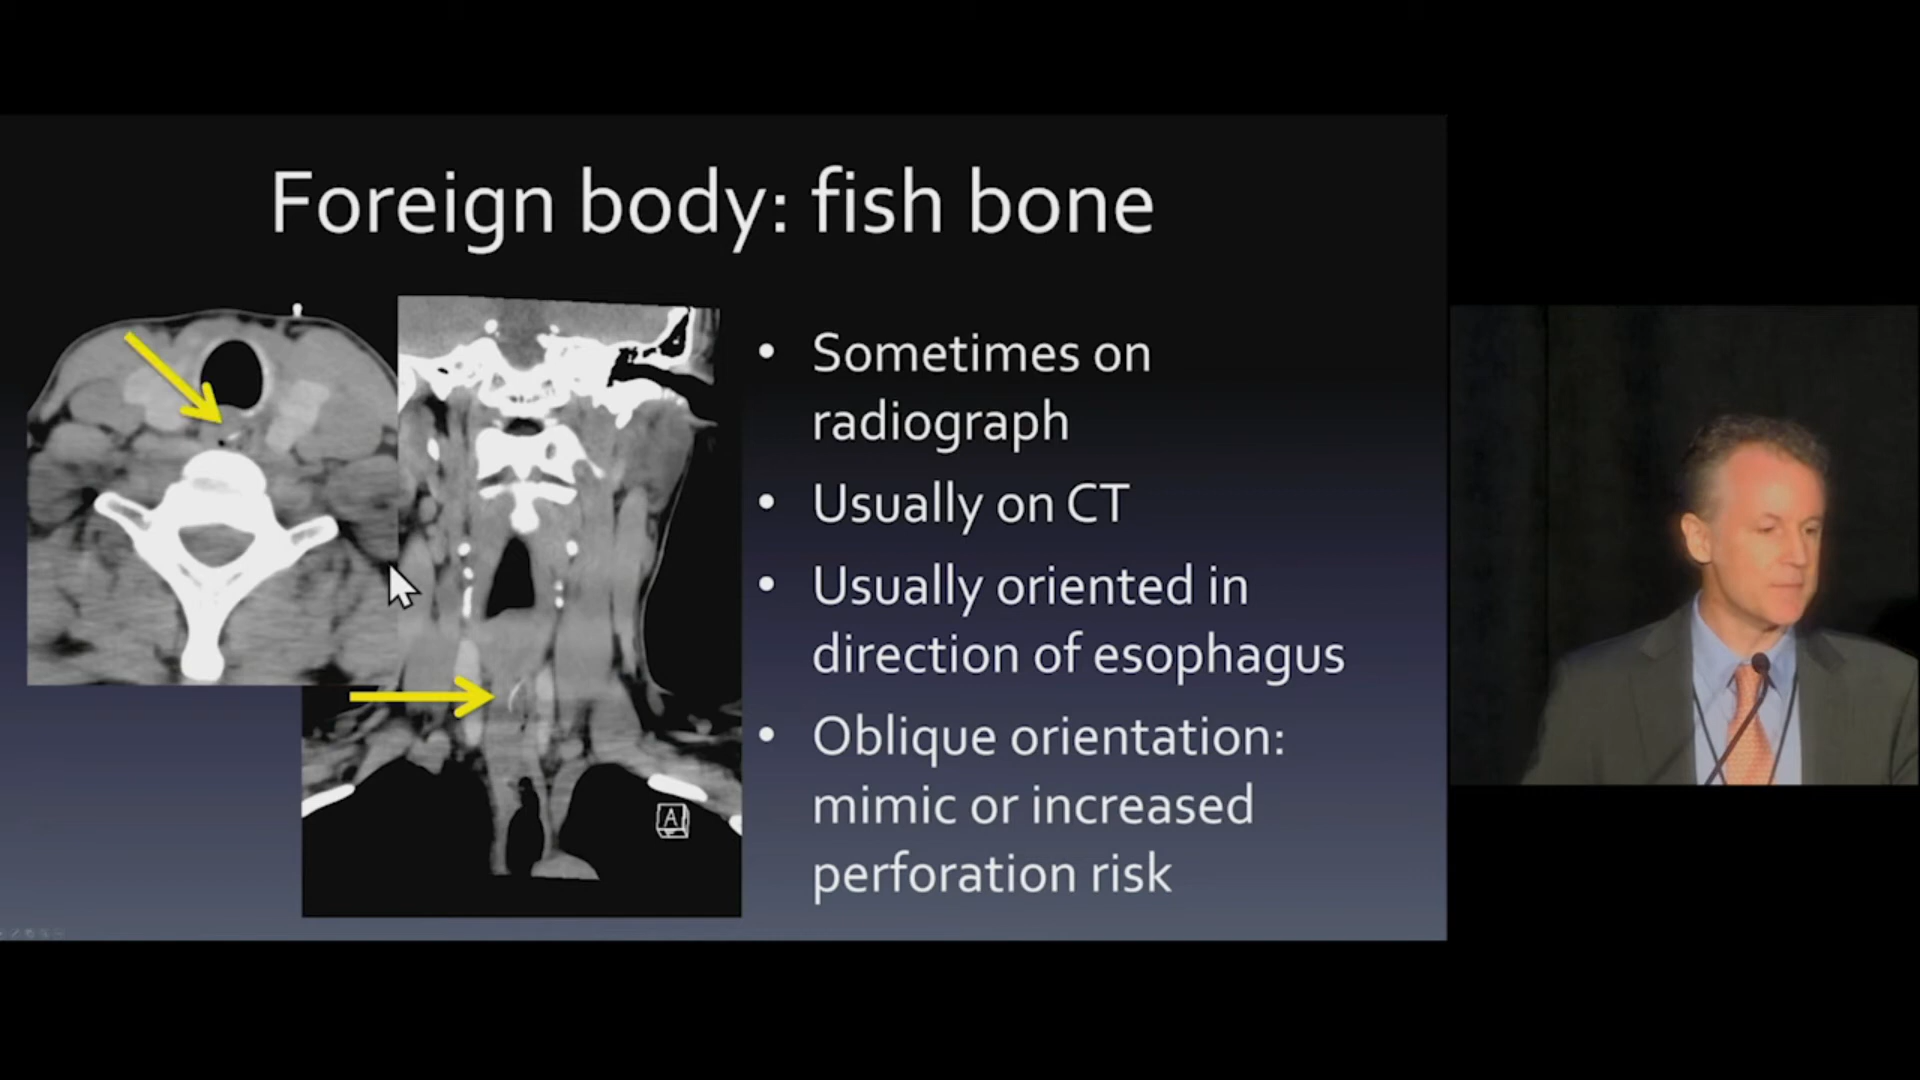 Foreign body: fish bone
• Sometimes on
radiograph
• Usually on CT
• Usually oriented in
direction of esophagus
• Oblique orientation:
mimic or increased
perforation risk
A